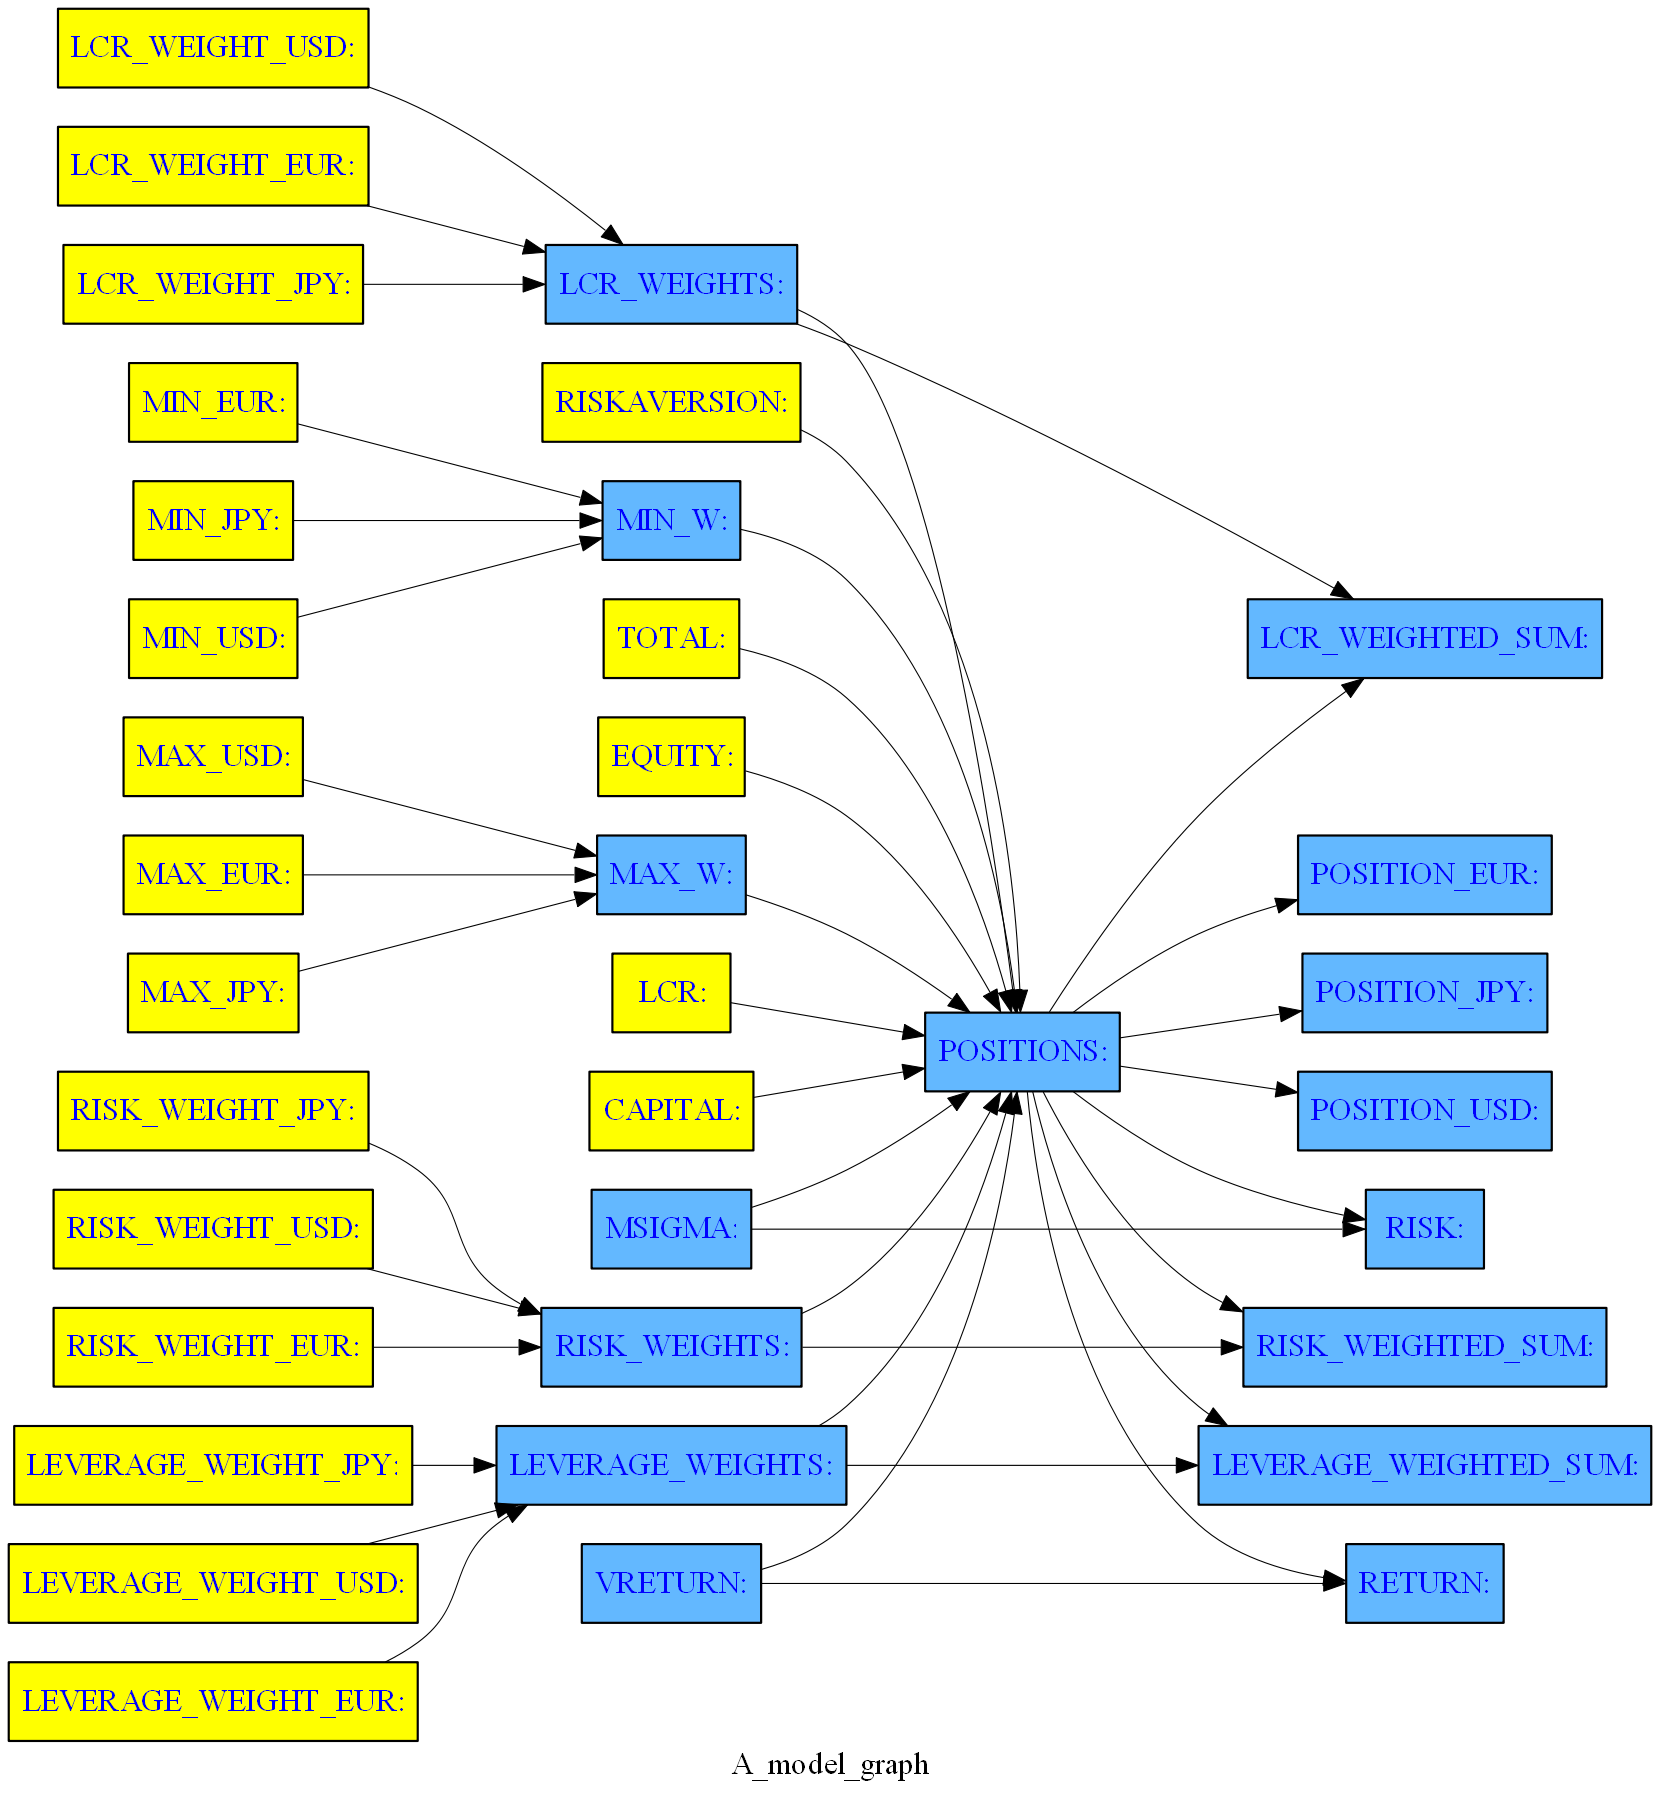 LCR_WEIGHT_USD:
LCR_WEIGHT_EUR:
LCR_WEIGHT_JPY:
MIN_EUR:
MIN_JPY:
MIN_USD:
MAX_USD:
MAX_EUR:
MAX_JPY:
RISK_WEIGHT_JPY:
RISK_WEIGHT_USD:
RISK_WEIGHT_EUR:
LEVERAGE_WEIGHT_JPY:
LEVERAGE_WEIGHT_USD:
LEVERAGE_WEIGHT_EUR:
LCR_WEIGHTS:
RISKAVERSION:
MIN_W:
TOTAL:
EQUITY:
MAX_W:
LCR:
CAPITAL:
MSIGMA:
RISK_WEIGHTS:
LEVERAGE_WEIGHTS:
VRETURN:
POSITIONS:
LCR_WEIGHTED_SUM:
POSITION_EUR:
POSITION_JPY:
POSITION_USD:
RISK:
RISK_WEIGHTED_SUM:
LEVERAGE_WEIGHTED_SUM:
RETURN:
A_model_graph